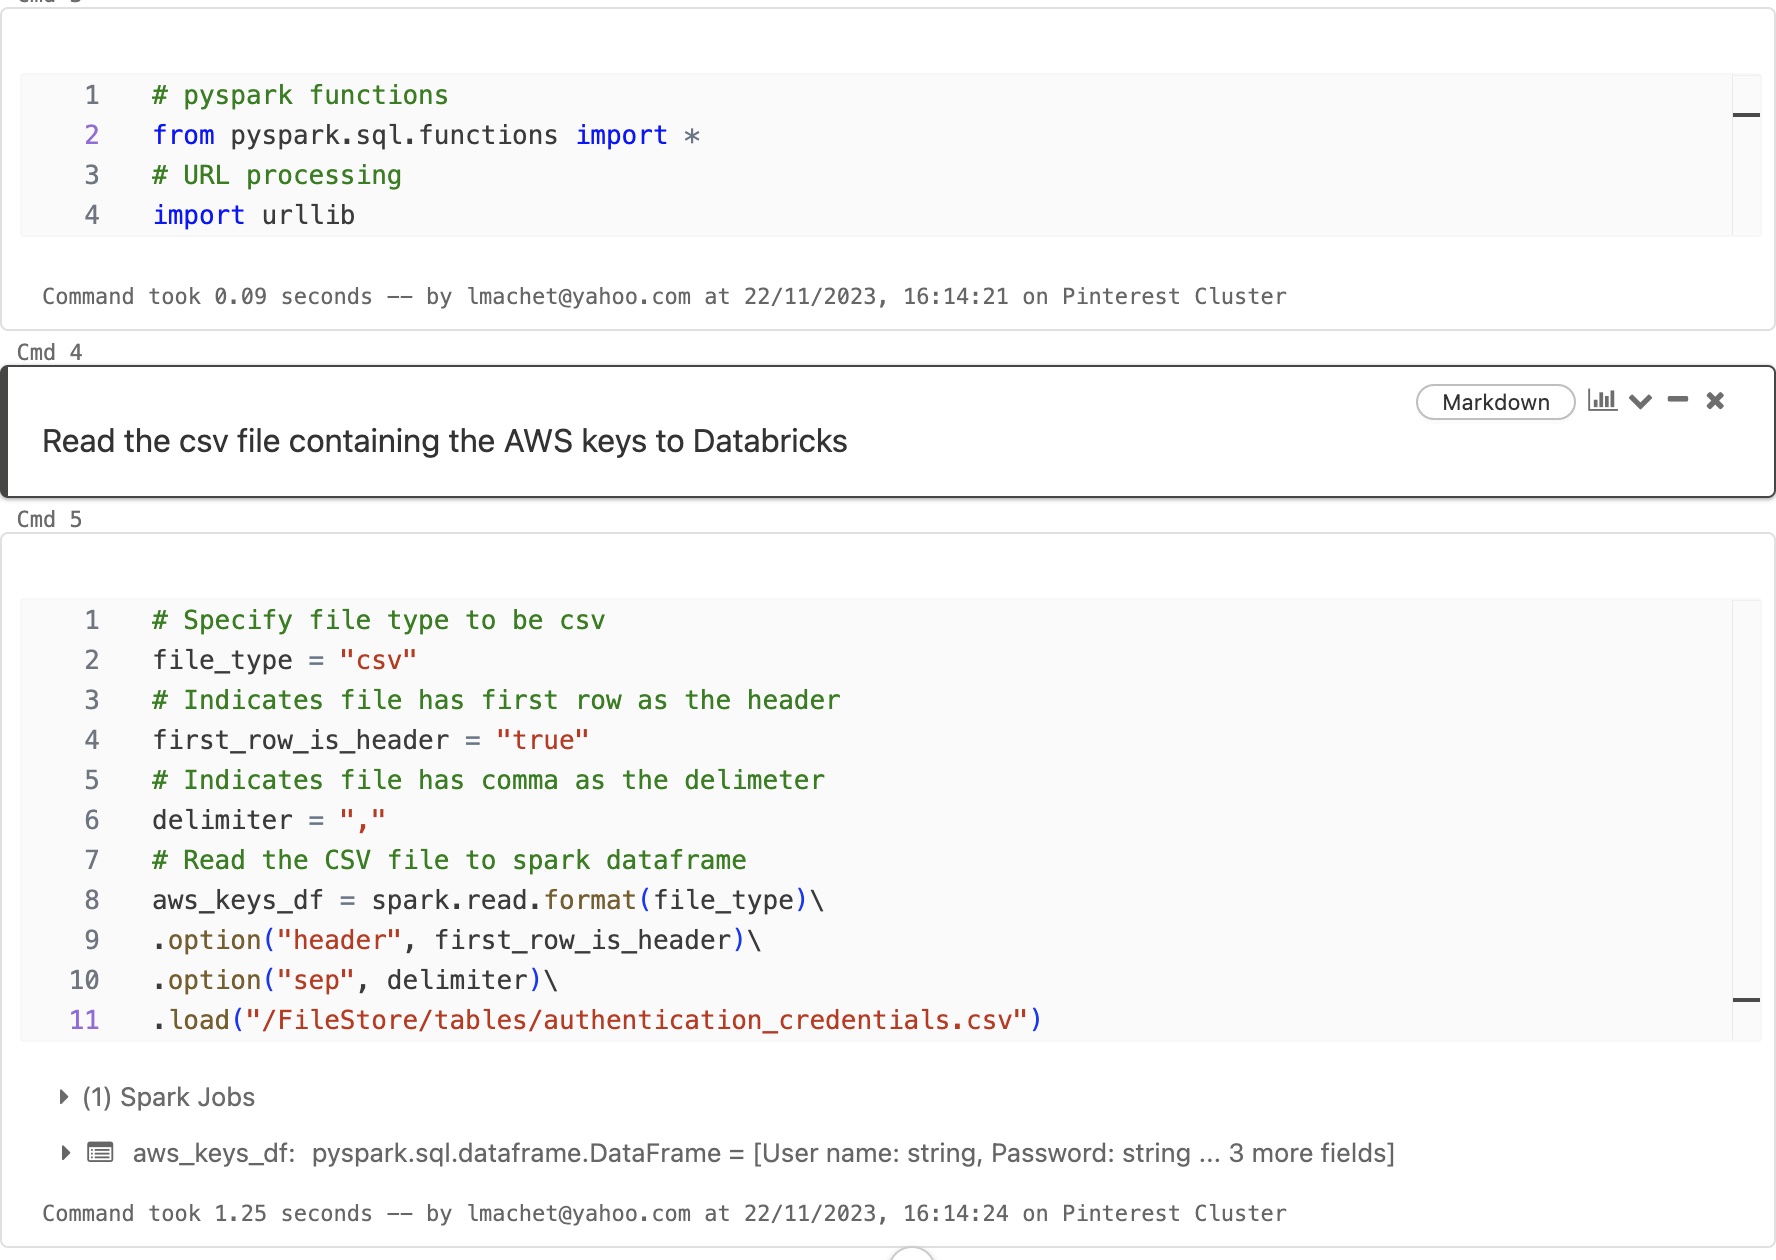 1 # pyspark functions
2 from pyspark.sql.functions import *
3 # URL processing
4 import urllib
Command took 0.09 seconds -- by lmachet@yahoo.com at 22/11/2023, 16:14:21 on Pinterest Cluster
Cmd 4
Markdown
Read the csv file containing the AWS keys to Databricks
Cmd 5
1 # Specify file type to be csv
2 file_type = "csv"
3 # Indicates file has first row as the header
4 first_row_is_header = "true"
5 # Indicates file has comma as the delimeter
6 delimiter = ","
7 # Read the CSV file to spark dataframe
8 aws_keys_df = spark.read.format(file_type)\
9 .option("header", first_row_is_header)\
10 .option("sep", delimiter)\
11 .load("/FileStore/tables/authentication_credentials.csv")
(1) Spark Jobs
aws_keys_df: pyspark.sql.dataframe.DataFrame = [User name: string, Password: string ... 3 more fields]
Command took 1.25 seconds -- by lmachet@yahoo.com at 22/11/2023, 16:14:24 on Pinterest Cluster